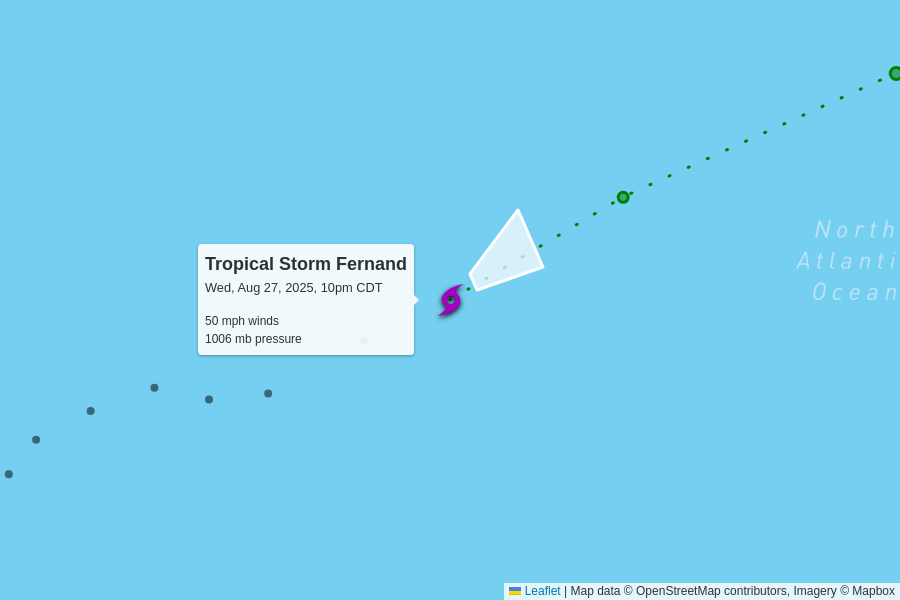 Tropical Storm Fernand
Wed, Aug 27, 2025, 10pm CDT
50 mph winds
1006 mb pressure
North
Atlanti
Ocean
Leaflet | Map data © OpenStreetMap contributors, Imagery © Mapbox